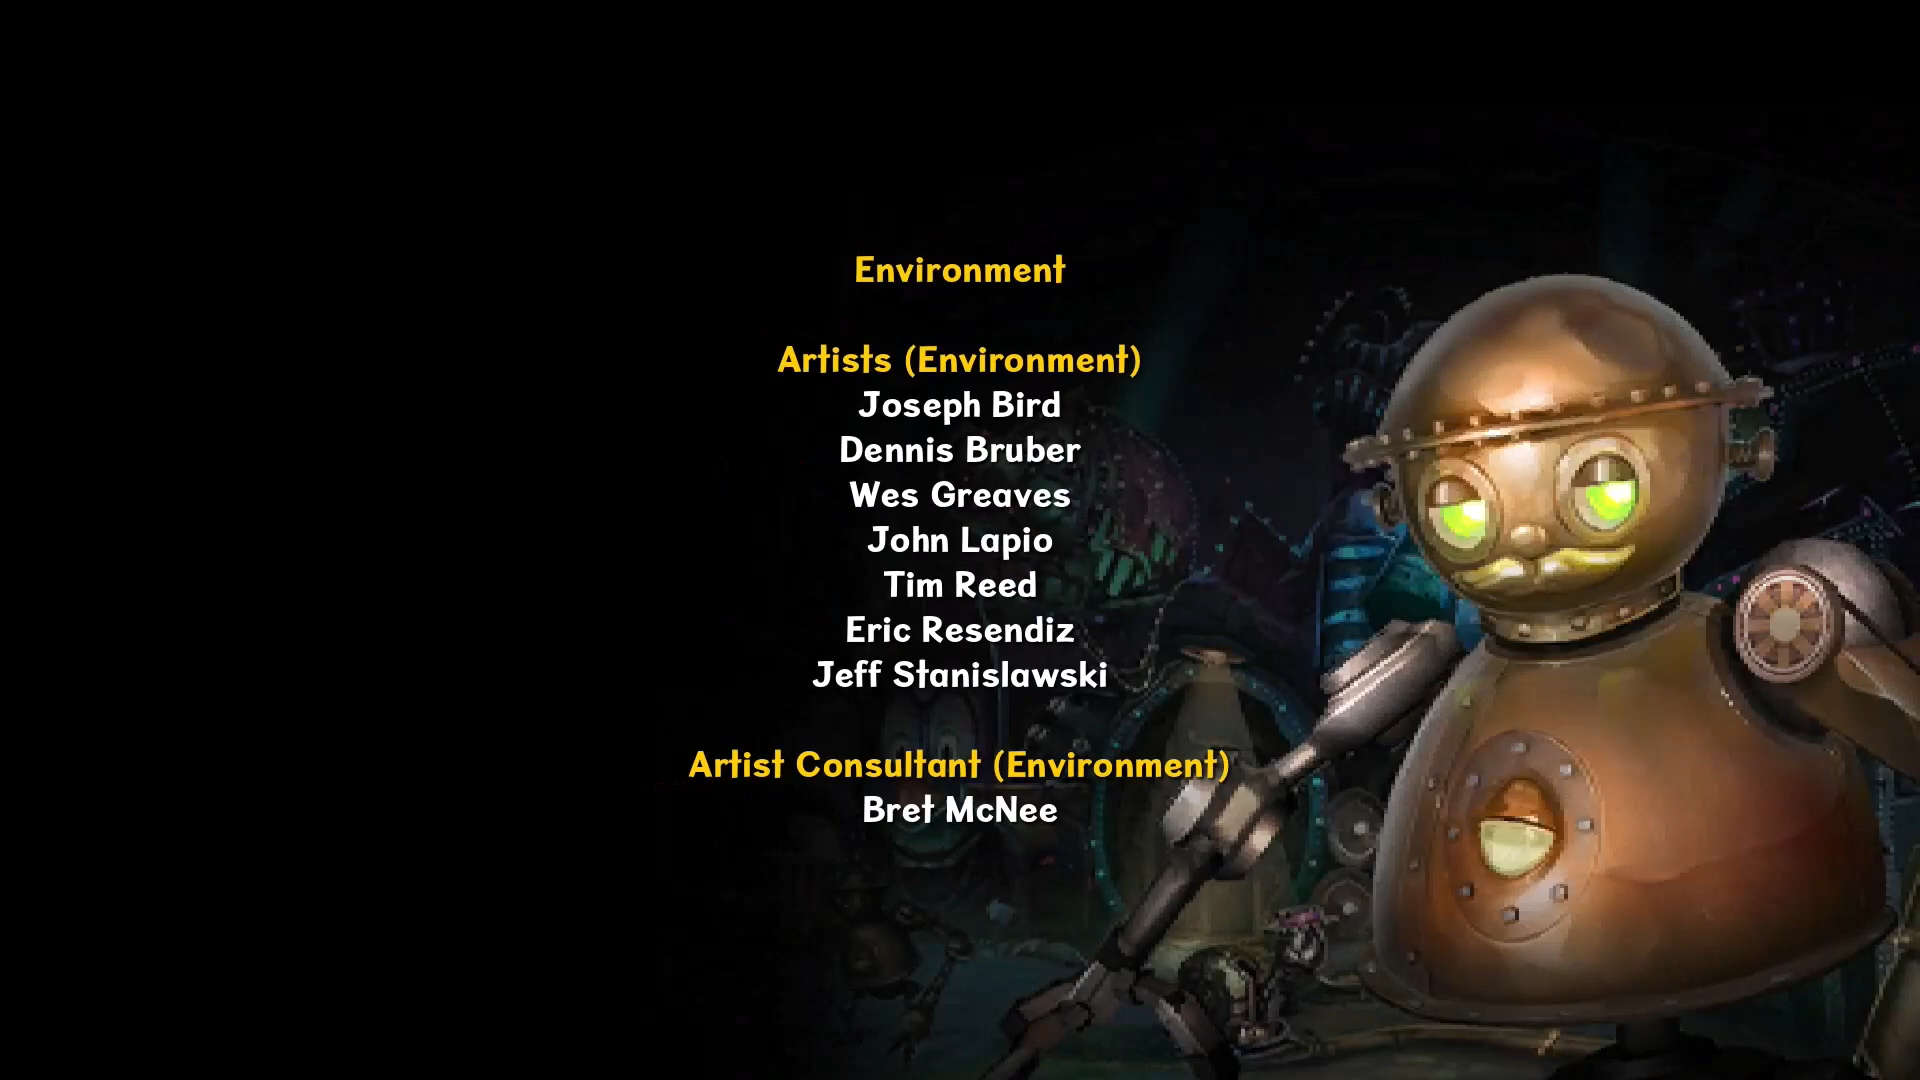 Environment
Artists (Environment)
Joseph Bird
Dennis Bruber
Wes Greaves
John Lapio
Tim Reed
Eric Resendiz
Jeff Stanislawski
Artist Consultant (Environment)
Bret McNee